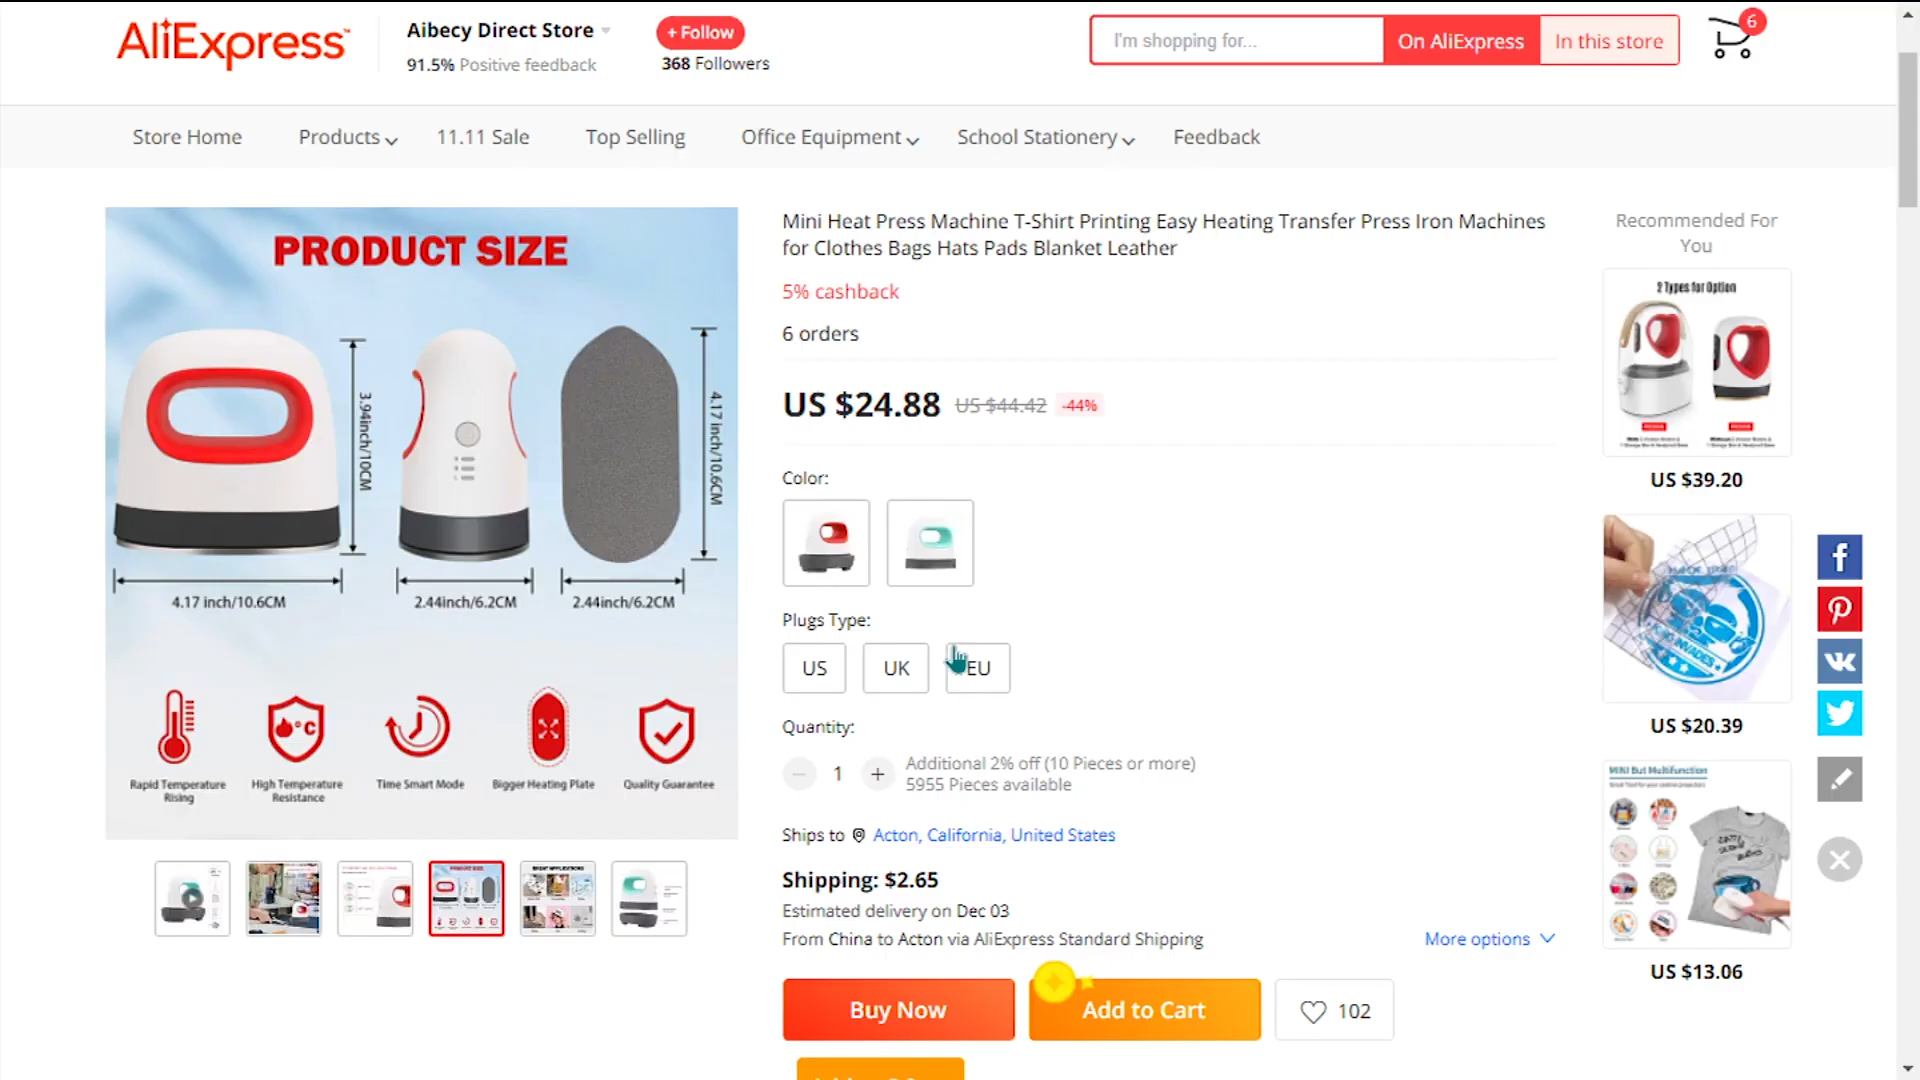 AliExpress™
Aibecy Direct Store
91.5% Positive feedback
+ Follow
368 Followers
I'm shopping for...
On AliExpress
In this store
6
Store Home
Products
11.11 Sale
Top Selling
Office Equipment
School Stationery
Feedback
PRODUCT SIZE
3.94inch/10CM
4.17 inch/10.6CM
4.17 inch/10.6CM
2.44inch/6.2CM
2.44inch/6.2CM
Rapid Temperature
Rising
High Temperature
Resistance
Time Smart Mode
Bigger Heating Plate
Quality Guarantee
Mini Heat Press Machine T-Shirt Printing Easy Heating Transfer Press Iron Machines
for Clothes Bags Hats Pads Blanket Leather
5% cashback
6 orders
US $24.88
US $44.42
-44%
Color:
Plugs Type:
US
UK
EU
Quantity:
1
Additional 2% off (10 Pieces or more)
5955 Pieces available
Ships to
Acton, California, United States
Shipping: $2.65
Estimated delivery on Dec 03
From China to Acton via AliExpress Standard Shipping
More options
Buy Now
Add to Cart
102
Recommended For
You
2 Types for Option
US $39.20
US $20.39
MINI But Multifunction
US $13.06